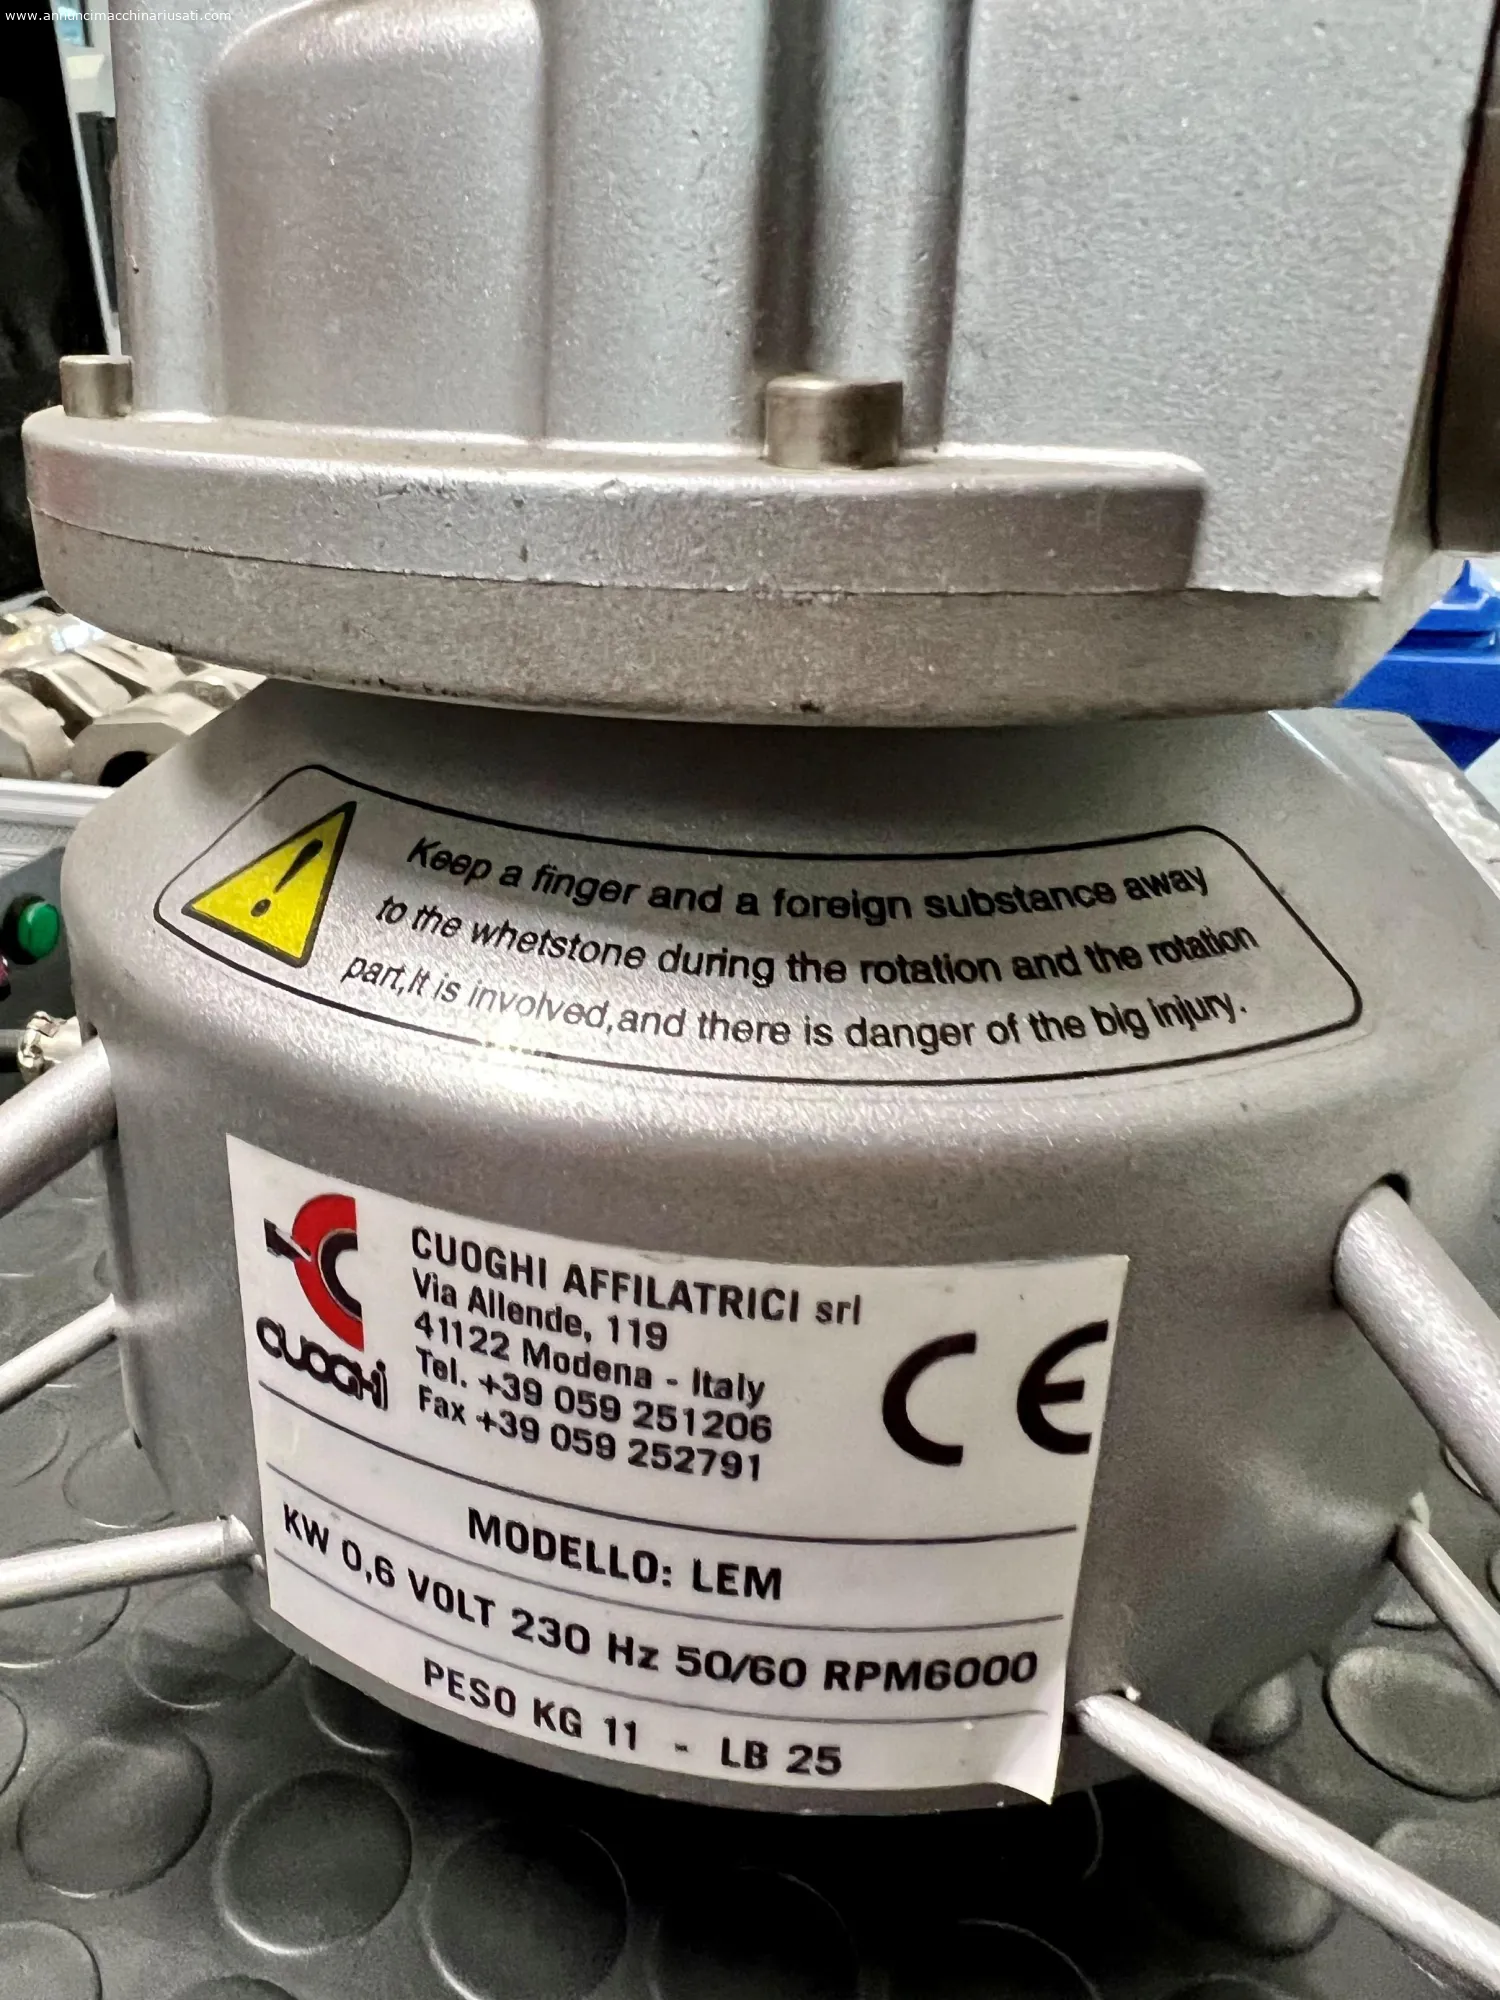 www.annuncimacchinariusati.com
Keep a finger and a foreign substance away
to the whetstone during the rotation and the rotation
part,It is involved,and there is danger of the big injury.
CUOGHI
CUOGHI AFFILATRICI srl
Via Allende, 119
41122 Modena - Italy
Tel. +39 059 251206
Fax +39 059 252791
CE
MODELLO: LEM
KW 0,6 VOLT 230 Hz 50/60 RPM6000
PESO KG 11 - LB 25